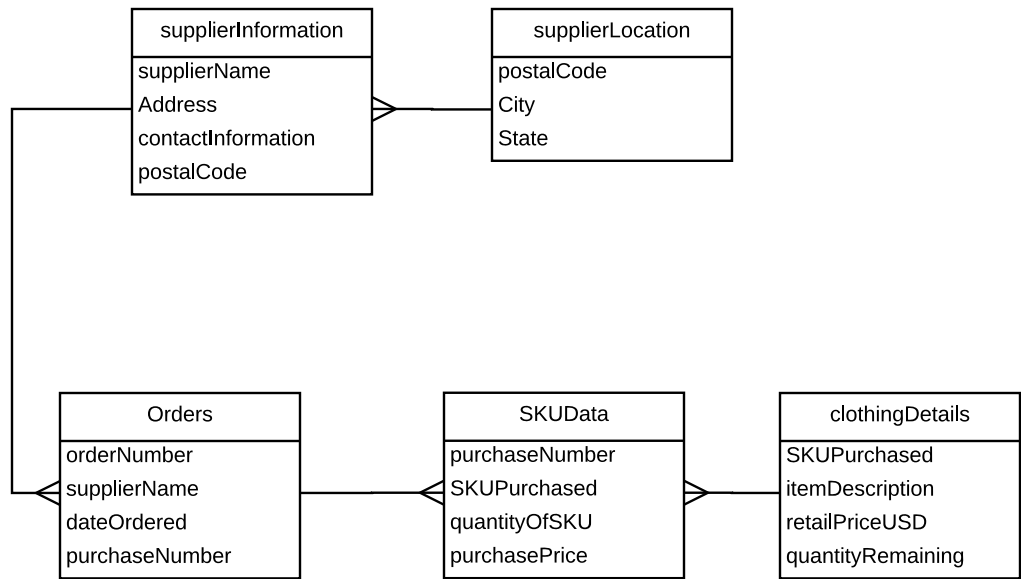 supplierInformation
supplierName
Address
contactInformation
postalCode
supplierLocation
postalCode
City
State
Orders
orderNumber
supplierName
dateOrdered
purchaseNumber
SKUData
purchaseNumber
SKUPurchased
quantityOfSKU
purchasePrice
clothingDetails
SKUPurchased
itemDescription
retailPriceUSD
quantityRemaining